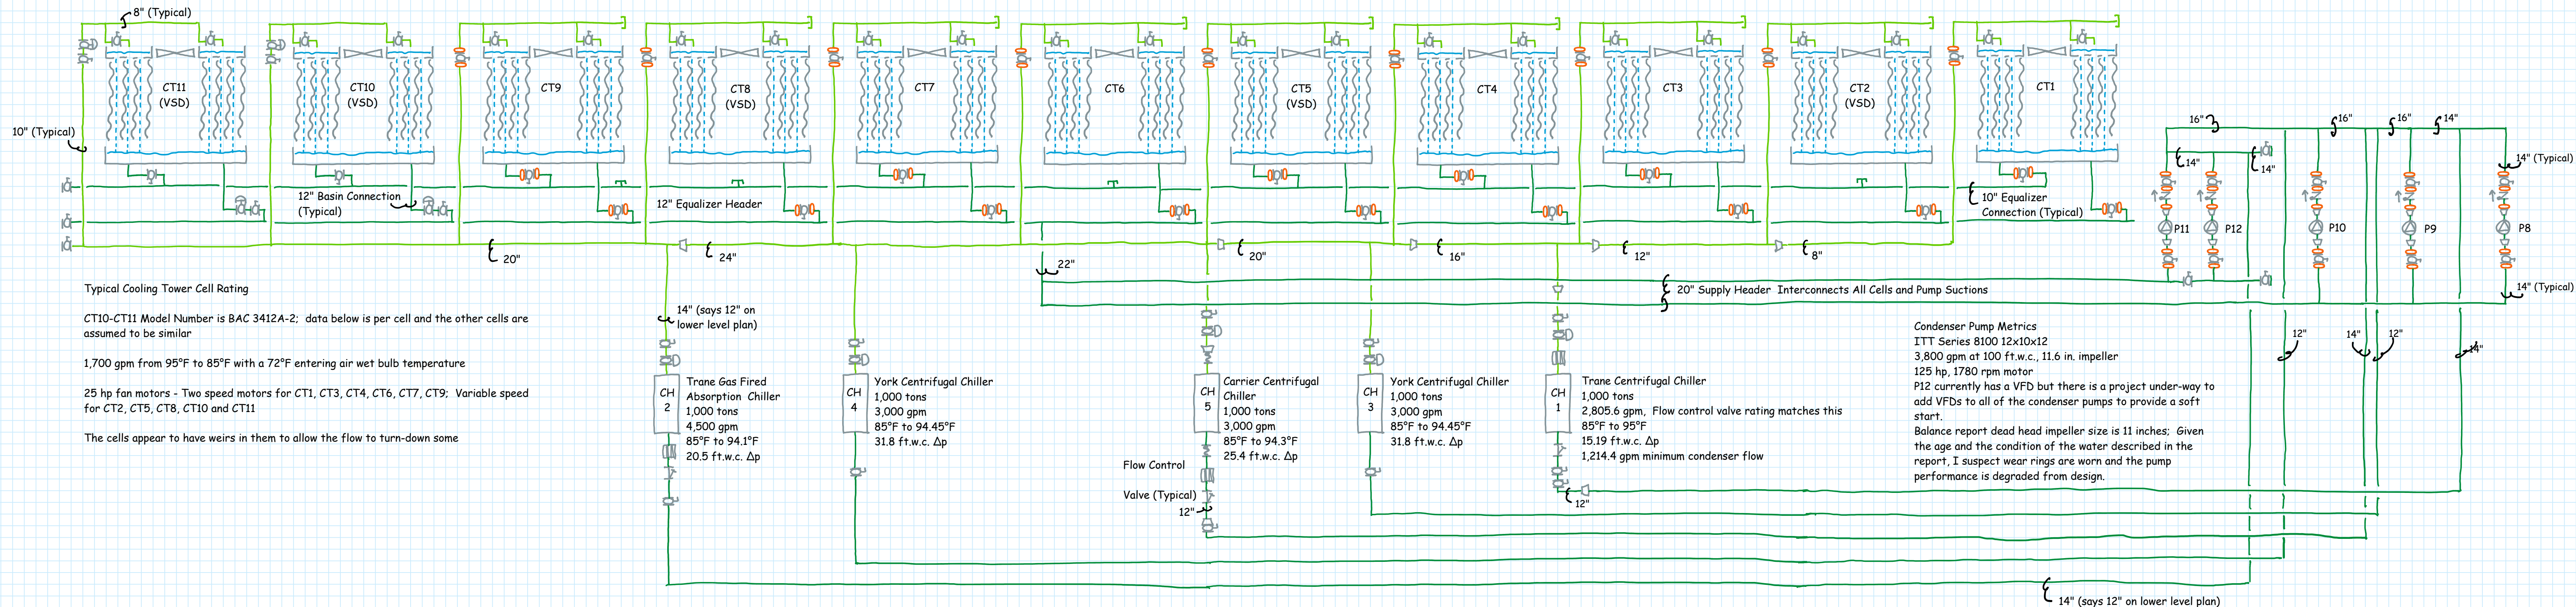 8" (Typical)
CT11
(VSD)
CT10
(VSD)
CT9
CT8
(VSD)
CT7
CT6
CT5
(VSD)
CT4
CT3
CT2
(VSD)
CT1
10" (Typical)
16"
16"
16"
14"
14"
14"
14" (Typical)
12" Basin Connection
(Typical)
12" Equalizer Header
10" Equalizer
Connection (Typical)
P11
P12
P10
P9
P8
20"
24"
20"
16"
12"
8"
22"
20" Supply Header Interconnects All Cells and Pump Suctions
14" (Typical)
Typical Cooling Tower Cell Rating
CT10-CT11 Model Number is BAC 3412A-2; data below is per cell and the other cells are
assumed to be similar
1,700 gpm from 95°F to 85°F with a 72°F entering air wet bulb temperature
25 hp fan motors - Two speed motors for CT1, CT3, CT4, CT6, CT7, CT9; Variable speed
for CT2, CT5, CT8, CT10 and CT11
The cells appear to have weirs in them to allow the flow to turn-down some
14" (says 12" on
lower level plan)
CH
2
Trane Gas Fired
Absorption Chiller
1,000 tons
4,500 gpm
85°F to 94.1°F
20.5 ft.w.c. Δp
CH
4
York Centrifugal Chiller
1,000 tons
3,000 gpm
85°F to 94.45°F
31.8 ft.w.c. Δp
CH
5
Carrier Centrifugal
Chiller
1,000 tons
3,000 gpm
85°F to 94.3°F
25.4 ft.w.c. Δp
Flow Control
Valve (Typical)
12"
CH
3
York Centrifugal Chiller
1,000 tons
3,000 gpm
85°F to 94.45°F
31.8 ft.w.c. Δp
CH
1
Trane Centrifugal Chiller
1,000 tons
2,805.6 gpm, Flow control valve rating matches this
85°F to 95°F
15.19 ft.w.c. Δp
1,214.4 gpm minimum condenser flow
12"
Condenser Pump Metrics
ITT Series 8100 12x10x12
3,800 gpm at 100 ft.w.c., 11.6 in. impeller
125 hp, 1780 rpm motor
P12 currently has a VFD but there is a project under-way to
add VFDs to all of the condenser pumps to provide a soft
start.
Balance report dead head impeller size is 11 inches; Given
the age and the condition of the water described in the
report, I suspect wear rings are worn and the pump
performance is degraded from design.
12"
14"
12"
14"
14" (says 12" on lower level plan)